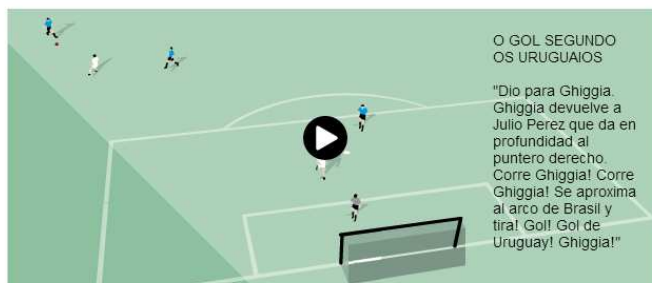 O GOL SEGUNDO
OS URUGUAIOS
"Dio para Ghiggia.
Ghiggia devuelve a
Julio Perez que da en
profundidad al
puntero derecho.
Corre Ghiggia! Corre
Ghiggia! Se aproxima
al arco de Brasil y
tira! Gol! Gol de
Uruguay! Ghiggia!"